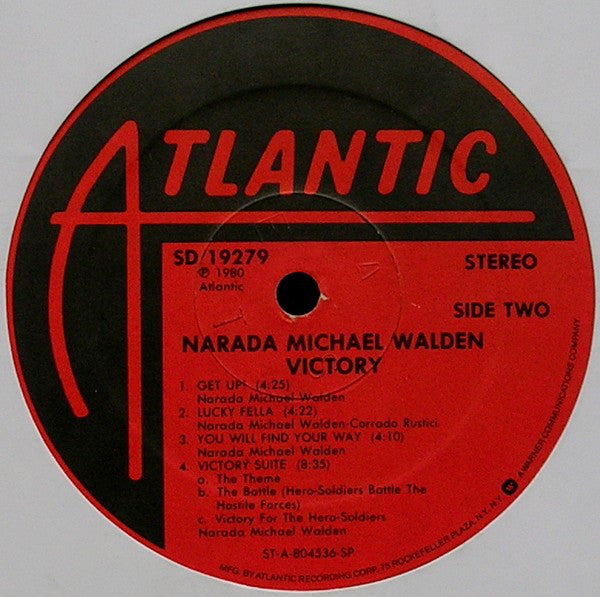 ATLANTIC
SD 19279
STEREO
℗ 1980
Atlantic
SIDE TWO
NARADA MICHAEL WALDEN
VICTORY
1. GET UP! (4:25)
Narada Michael Walden
2. LUCKY FELLA (4:22)
Narada Michael Walden-Corrado Rustici
3. YOU WILL FIND YOUR WAY (4:10)
Narada Michael Walden
4. VICTORY SUITE (8:35)
a. The Theme
b. The Battle (Hero-Soldiers Battle The
Hostile Forces)
c. Victory For The Hero-Soldiers
Narada Michael Walden
ST-A-804536-SP
MFG. BY ATLANTIC RECORDING CORP. 75 ROCKEFELLER PLAZA, N.Y. N.Y. A WARNER COMMUNICATIONS COMPANY